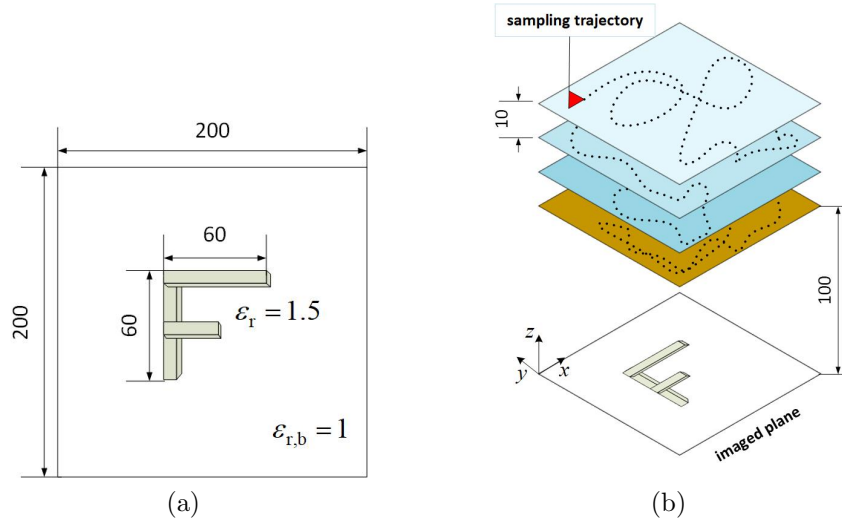 200
200
60
60
εr = 1.5
εr,b = 1
(a)
sampling trajectory
10
100
z
y
x
imaged plane
(b)